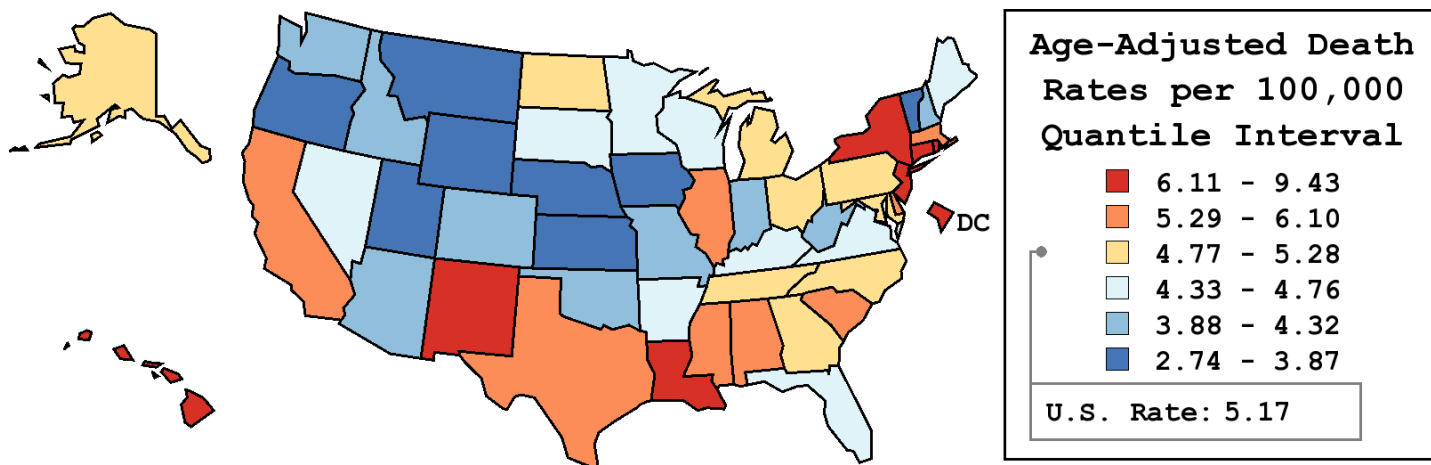 Age-Adjusted Death
Rates per 100,000
Quantile Interval
6.11 - 9.43
5.29 - 6.10
4.77 - 5.28
4.33 - 4.76
3.88 - 4.32
2.74 - 3.87
U.S. Rate: 5.17
DC